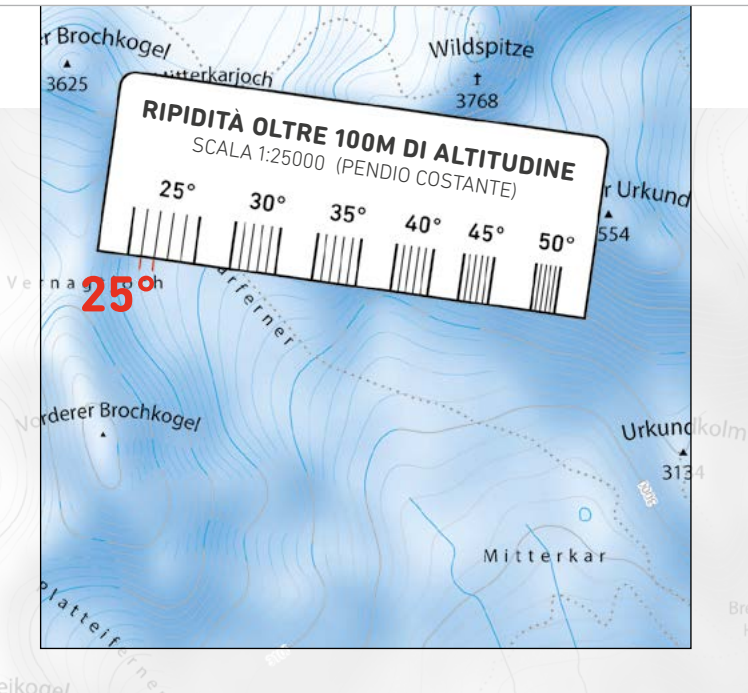 r Brochkogel
3625
Wildspitze
3768
RIPIDITÀ OLTRE 100M DI ALTITUDINE
SCALA 1:25000 (PENDIO COSTANTE)
25° 30° 35° 40° 45° 50°
r Urkund
554
25°
Vorderer Brochkogel
Urkundkolm
3134
Mitterkar
Platteiferner